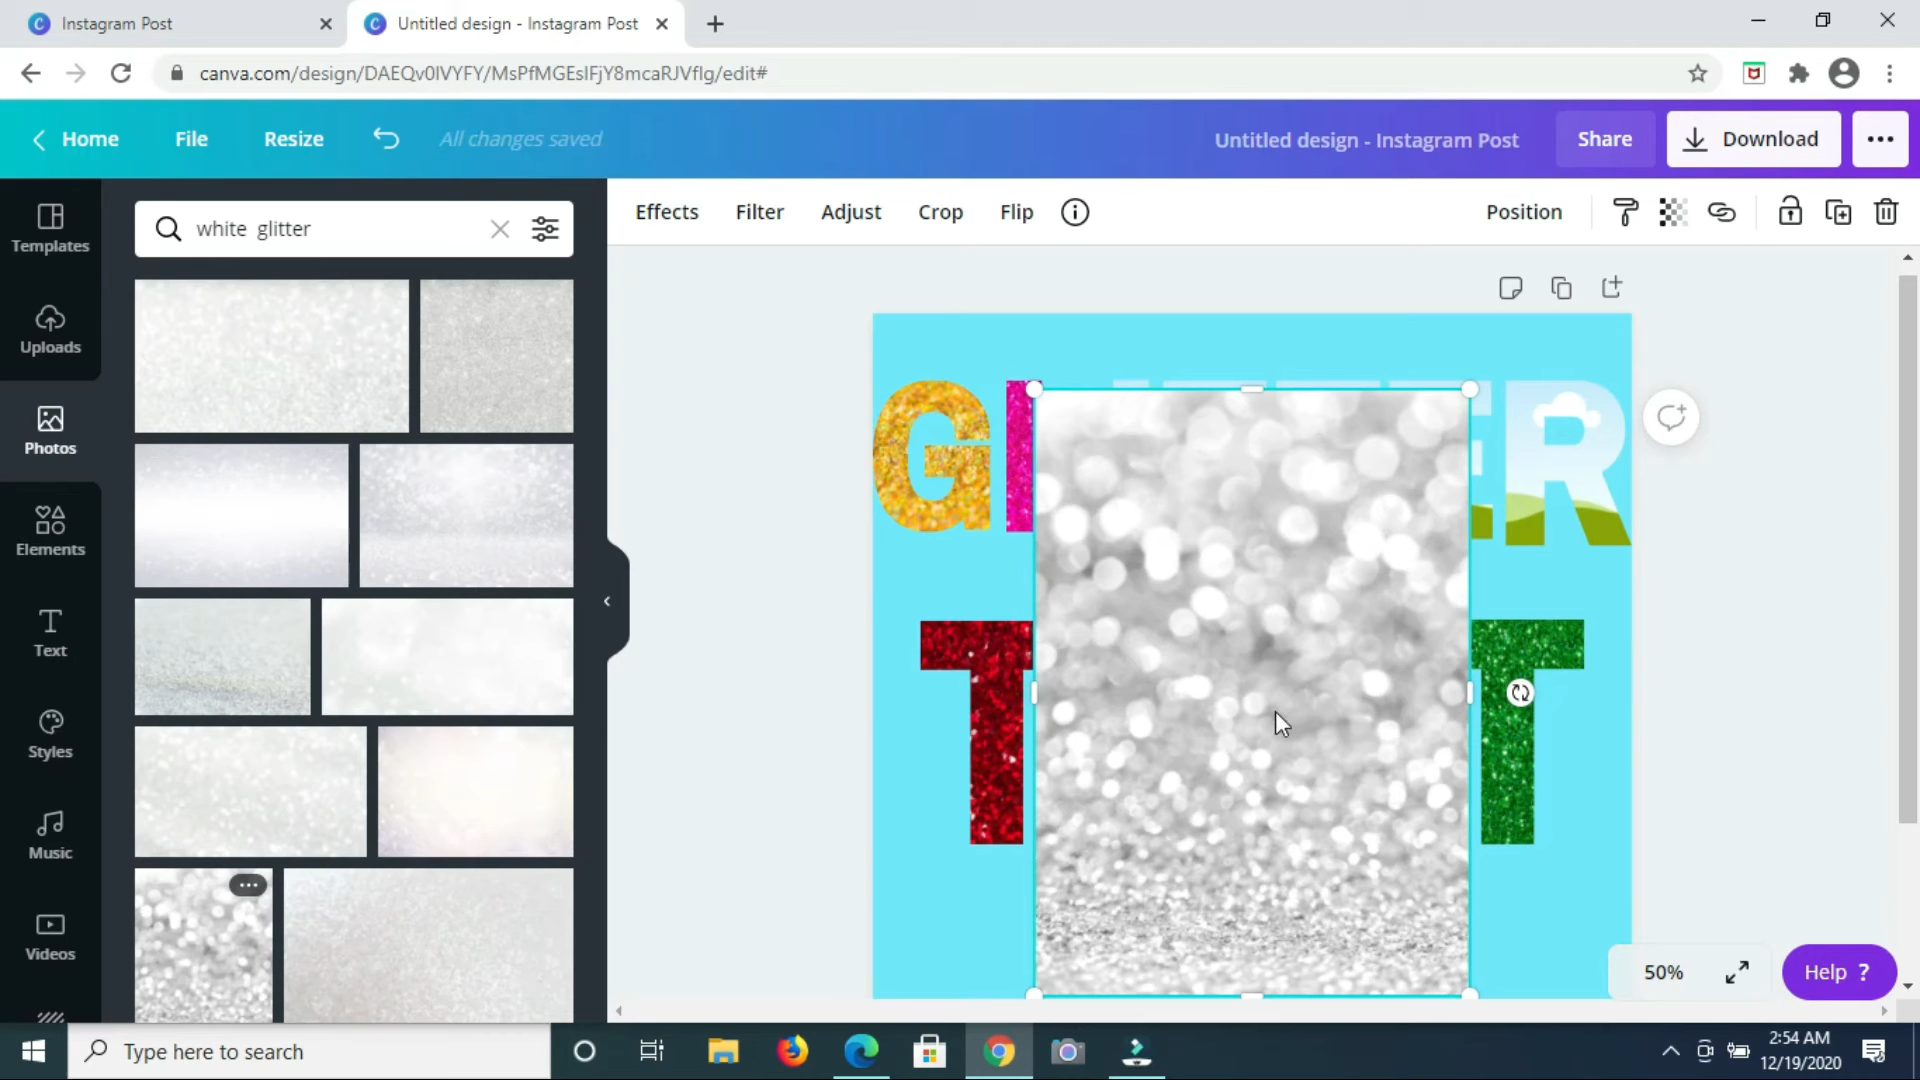 Instagram Post
Untitled design - Instagram Post
canva.com/design/DAEQv0lVYFY/MsPfMGEslFjY8mcaRJVflg/edit#
Home
File
Resize
All changes saved
Untitled design - Instagram Post
Share
Download
Templates
Uploads
Photos
Elements
Text
Styles
Music
Videos
white glitter
Effects
Filter
Adjust
Crop
Flip
Position
G
ER
T
T
50%
Help ?
Type here to search
2:54 AM
12/19/2020